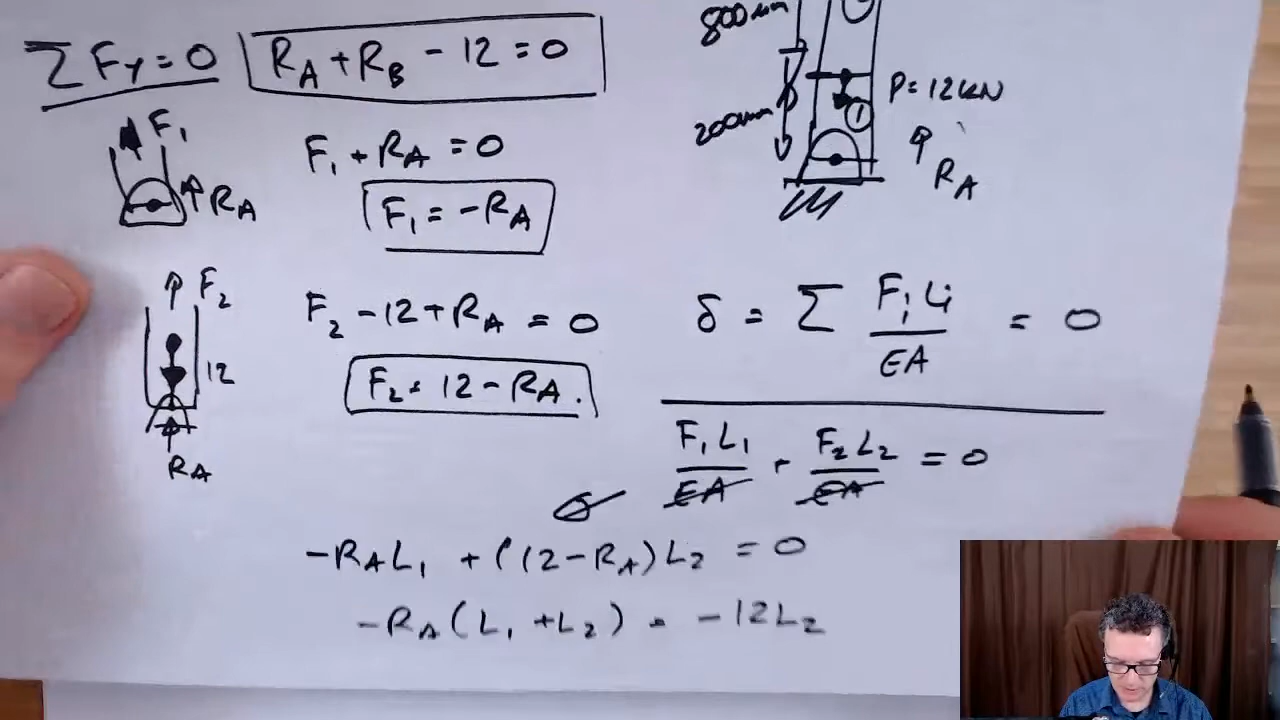 ΣFy = 0 RA + RB - 12 = 0
F1
RA
F1 + RA = 0
F1 = -RA
F2
12
RA
F2 - 12 + RA = 0
F2 = 12 - RA.
800mm
200mm
P = 12kN
1
RA
δ = Σ FiLi/EA = 0
F1L1/EA + F2L2/EA = 0
-RAL1 + (12 - RA)L2 = 0
-RA(L1 + L2) = -12L2